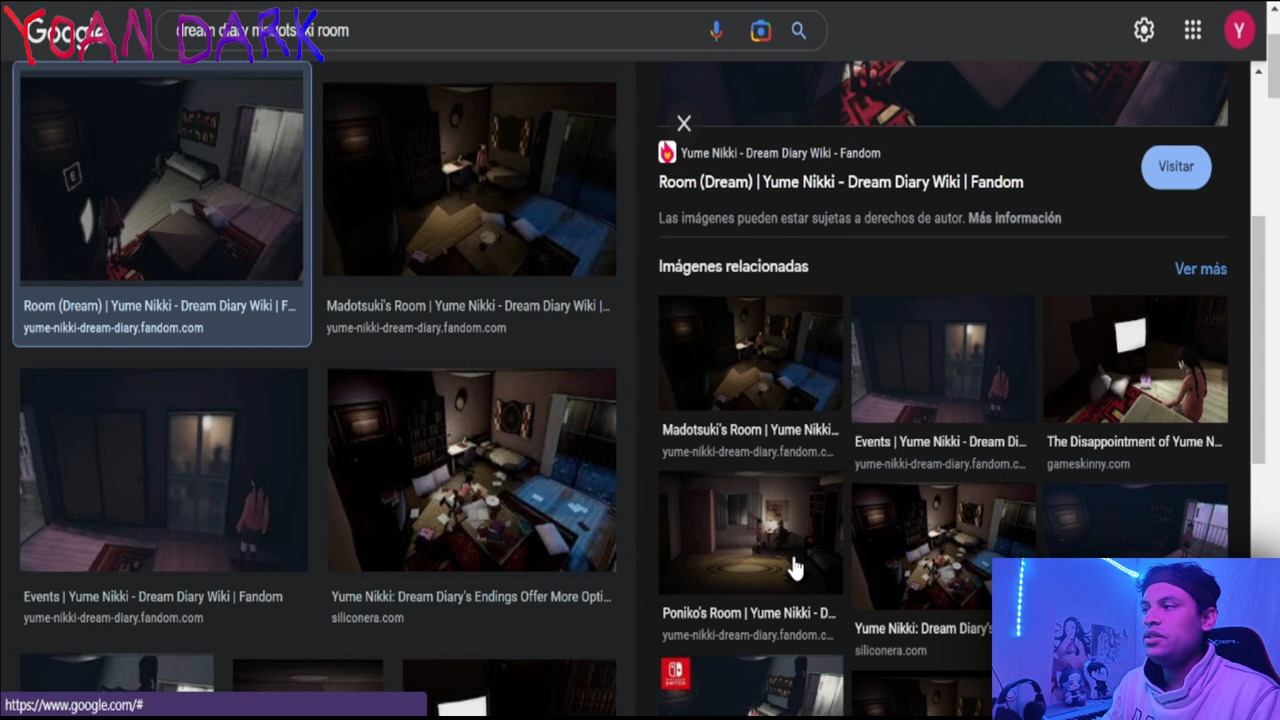 YOAN DARK
Google
dream diary madotsuki room
Y
Room (Dream) | Yume Nikki - Dream Diary Wiki | F...
yume-nikki-dream-diary.fandom.com
Madotsuki's Room | Yume Nikki - Dream Diary Wiki |...
yume-nikki-dream-diary.fandom.com
Events | Yume Nikki - Dream Diary Wiki | Fandom
yume-nikki-dream-diary.fandom.com
Yume Nikki: Dream Diary's Endings Offer More Opti...
siliconera.com
Yume Nikki - Dream Diary Wiki - Fandom
Visitar
Room (Dream) | Yume Nikki - Dream Diary Wiki | Fandom
Las imágenes pueden estar sujetas a derechos de autor. Más información
Imágenes relacionadas
Ver más
Madotsuki's Room | Yume Nikki...
yume-nikki-dream-diary.fandom.c...
Events | Yume Nikki - Dream Di...
yume-nikki-dream-diary.fandom.c...
The Disappointment of Yume N...
gameskinny.com
Poniko's Room | Yume Nikki - D...
yume-nikki-dream-diary.fandom.c...
Yume Nikki: Dream Diary's
siliconera.com
https://www.google.com/#